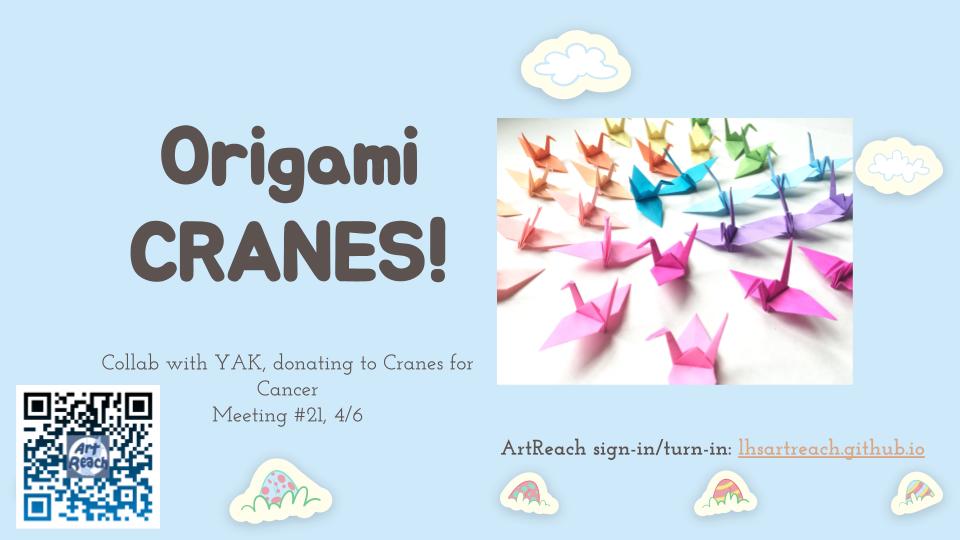 Origami
CRANES!
Collab with YAK, donating to Cranes for
Cancer
Meeting #21, 4/6
Art
Reach
ArtReach sign-in/turn-in: lhsartreach.github.io